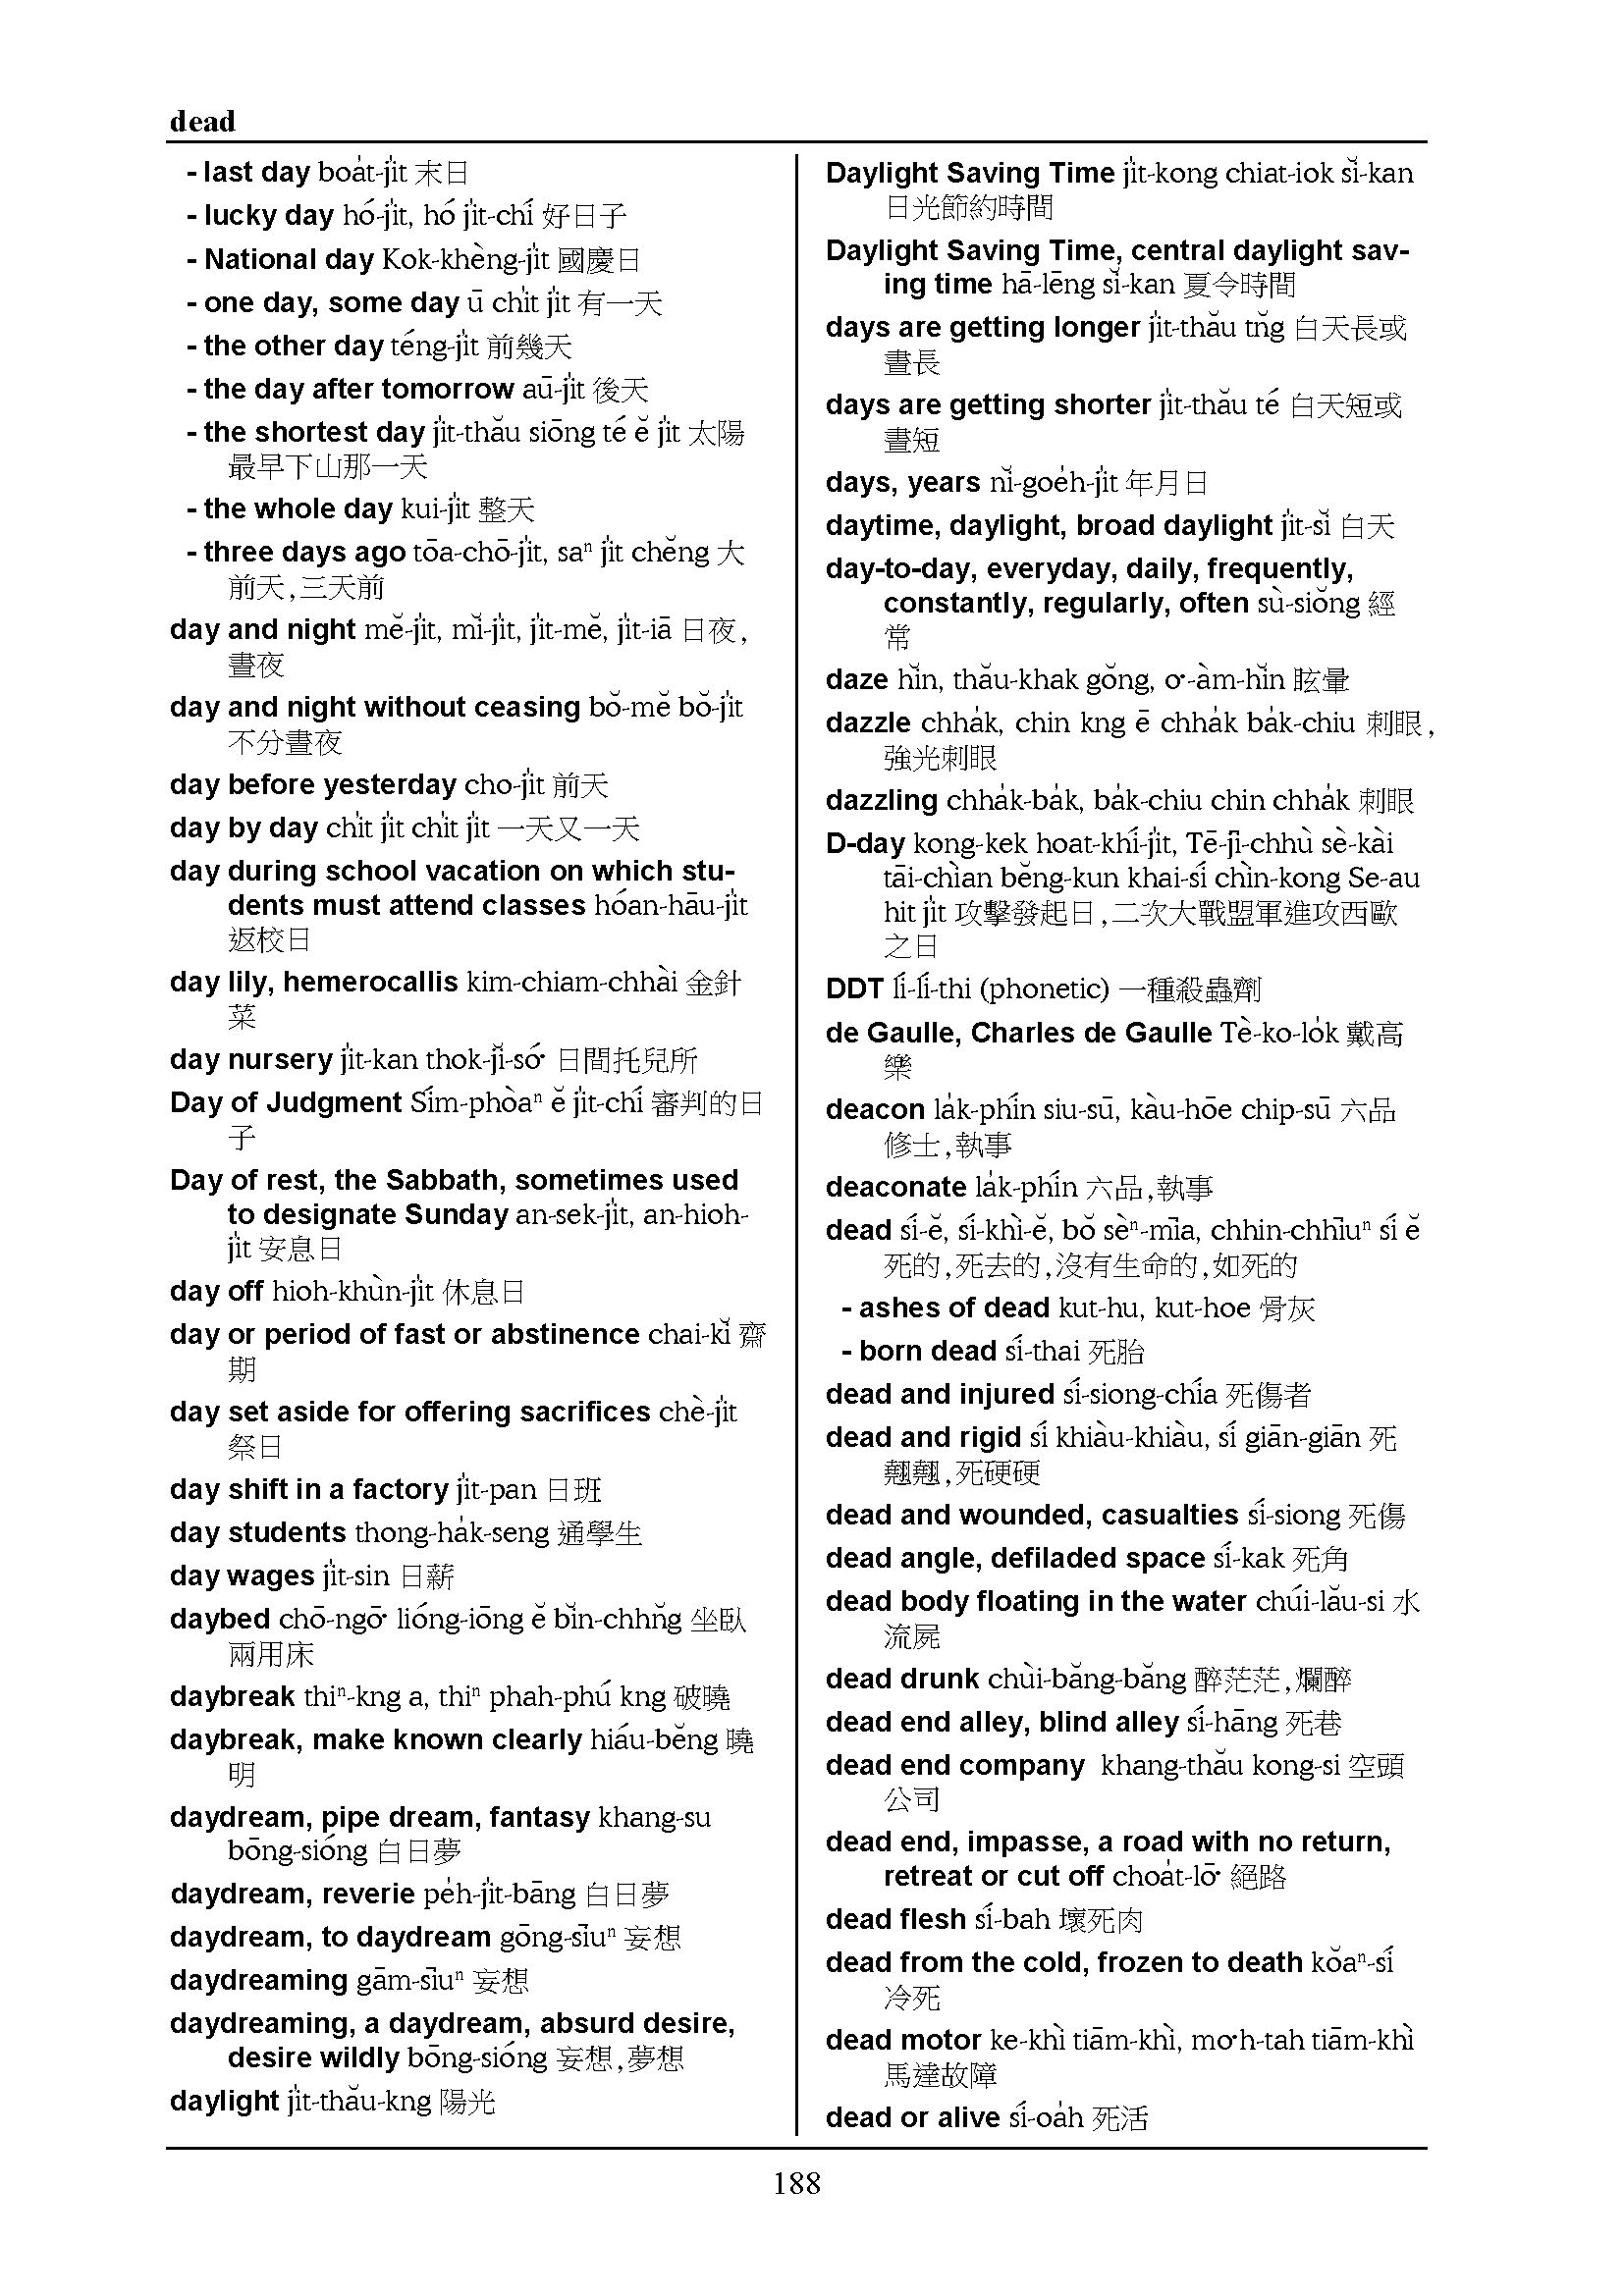 dead
- last day boa̍t-ji̍t 末日
- lucky day hó-ji̍t, hó ji̍t-chí 好日子
- National day Kok-khèng-ji̍t 國慶日
- one day, some day ū chi̍t ji̍t 有一天
- the other day téng-ji̍t 前幾天
- the day after tomorrow aū-ji̍t 後天
- the shortest day ji̍t-thău siōng té ĕ ji̍t 太陽
最早下山那一天
- the whole day kui-ji̍t 整天
- three days ago tōa-chō-ji̍t, saⁿ ji̍t chĕng 大
前天,三天前
day and night mĕ-ji̍t, mĭ-ji̍t, ji̍t-mĕ, ji̍t-iā 日夜,
晝夜
day and night without ceasing bŏ-mĕ bŏ-ji̍t
不分晝夜
day before yesterday cho-ji̍t 前天
day by day chi̍t ji̍t chi̍t ji̍t 一天又一天
day during school vacation on which stu-
dents must attend classes hóan-hāu-ji̍t
返校日
day lily, hemerocallis kim-chiam-chhài 金針
菜
day nursery ji̍t-kan thok-jĭ-só͘ 日間托兒所
Day of Judgment Sím-phòaⁿ ĕ ji̍t-chí 審判的日
子
Day of rest, the Sabbath, sometimes used
to designate Sunday an-sek-ji̍t, an-hioh-
ji̍t 安息日
day off hioh-khùn-ji̍t 休息日
day or period of fast or abstinence chai-kĭ 齋
期
day set aside for offering sacrifices chè-ji̍t
祭日
day shift in a factory ji̍t-pan 日班
day students thong-ha̍k-seng 通學生
day wages ji̍t-sin 日薪
daybed chō-ngō͘ lióng-iōng ĕ bĭn-chhn̆g 坐臥
兩用床
daybreak thiⁿ-kng a, thiⁿ phah-phú kng 破曉
daybreak, make known clearly hiáu-bĕng 曉
明
daydream, pipe dream, fantasy khang-su
bōng-sióng 白日夢
daydream, reverie pe̍h-ji̍t-bāng 白日夢
daydream, to daydream gōng-sīuⁿ 妄想
daydreaming gām-sīuⁿ 妄想
daydreaming, a daydream, absurd desire,
desire wildly bōng-sióng 妄想,夢想
daylight ji̍t-thău-kng 陽光
Daylight Saving Time ji̍t-kong chiat-iok sĭ-kan
日光節約時間
Daylight Saving Time, central daylight sav-
ing time hā-lēng sĭ-kan 夏令時間
days are getting longer ji̍t-thău tn̆g 白天長或
晝長
days are getting shorter ji̍t-thău té 白天短或
晝短
days, years nĭ-goe̍h-ji̍t 年月日
daytime, daylight, broad daylight ji̍t-sĭ 白天
day-to-day, everyday, daily, frequently,
constantly, regularly, often sù-siŏng 經
常
daze hĭn, thău-khak gŏng, o͘-àm-hĭn 眩暈
dazzle chha̍k, chin kng ē chha̍k ba̍k-chiu 刺眼,
強光刺眼
dazzling chha̍k-ba̍k, ba̍k-chiu chin chha̍k 刺眼
D-day kong-kek hoat-khí-ji̍t, Tē-jī-chhù sè-kài
tāi-chìan bĕng-kun khai-sí chìn-kong Se-au
hit ji̍t 攻擊發起日,二次大戰盟軍進攻西歐
之日
DDT lí-lí-thi (phonetic) 一種殺蟲劑
de Gaulle, Charles de Gaulle Tè-ko-lo̍k 戴高
樂
deacon la̍k-phín siu-sū, kàu-hōe chip-sū 六品
修士,執事
deaconate la̍k-phín 六品,執事
dead sí-ĕ, sí-khì-ĕ, bŏ sèⁿ-mīa, chhin-chhīuⁿ sí ĕ
死的,死去的,沒有生命的,如死的
- ashes of dead kut-hu, kut-hoe 骨灰
- born dead sí-thai 死胎
dead and injured sí-siong-chía 死傷者
dead and rigid sí khiàu-khiàu, sí giān-giān 死
翹翹,死硬硬
dead and wounded, casualties sí-siong 死傷
dead angle, defiladed space sí-kak 死角
dead body floating in the water chúi-lău-si 水
流屍
dead drunk chùi-băng-băng 醉茫茫,爛醉
dead end alley, blind alley sí-hāng 死巷
dead end company khang-thău kong-si 空頭
公司
dead end, impasse, a road with no return,
retreat or cut off choa̍t-lō͘ 絕路
dead flesh sí-bah 壞死肉
dead from the cold, frozen to death kŏaⁿ-sí
冷死
dead motor ke-khì tiām-khì, mo͘h-tah tiām-khì
馬達故障
dead or alive sí-oa̍h 死活
188